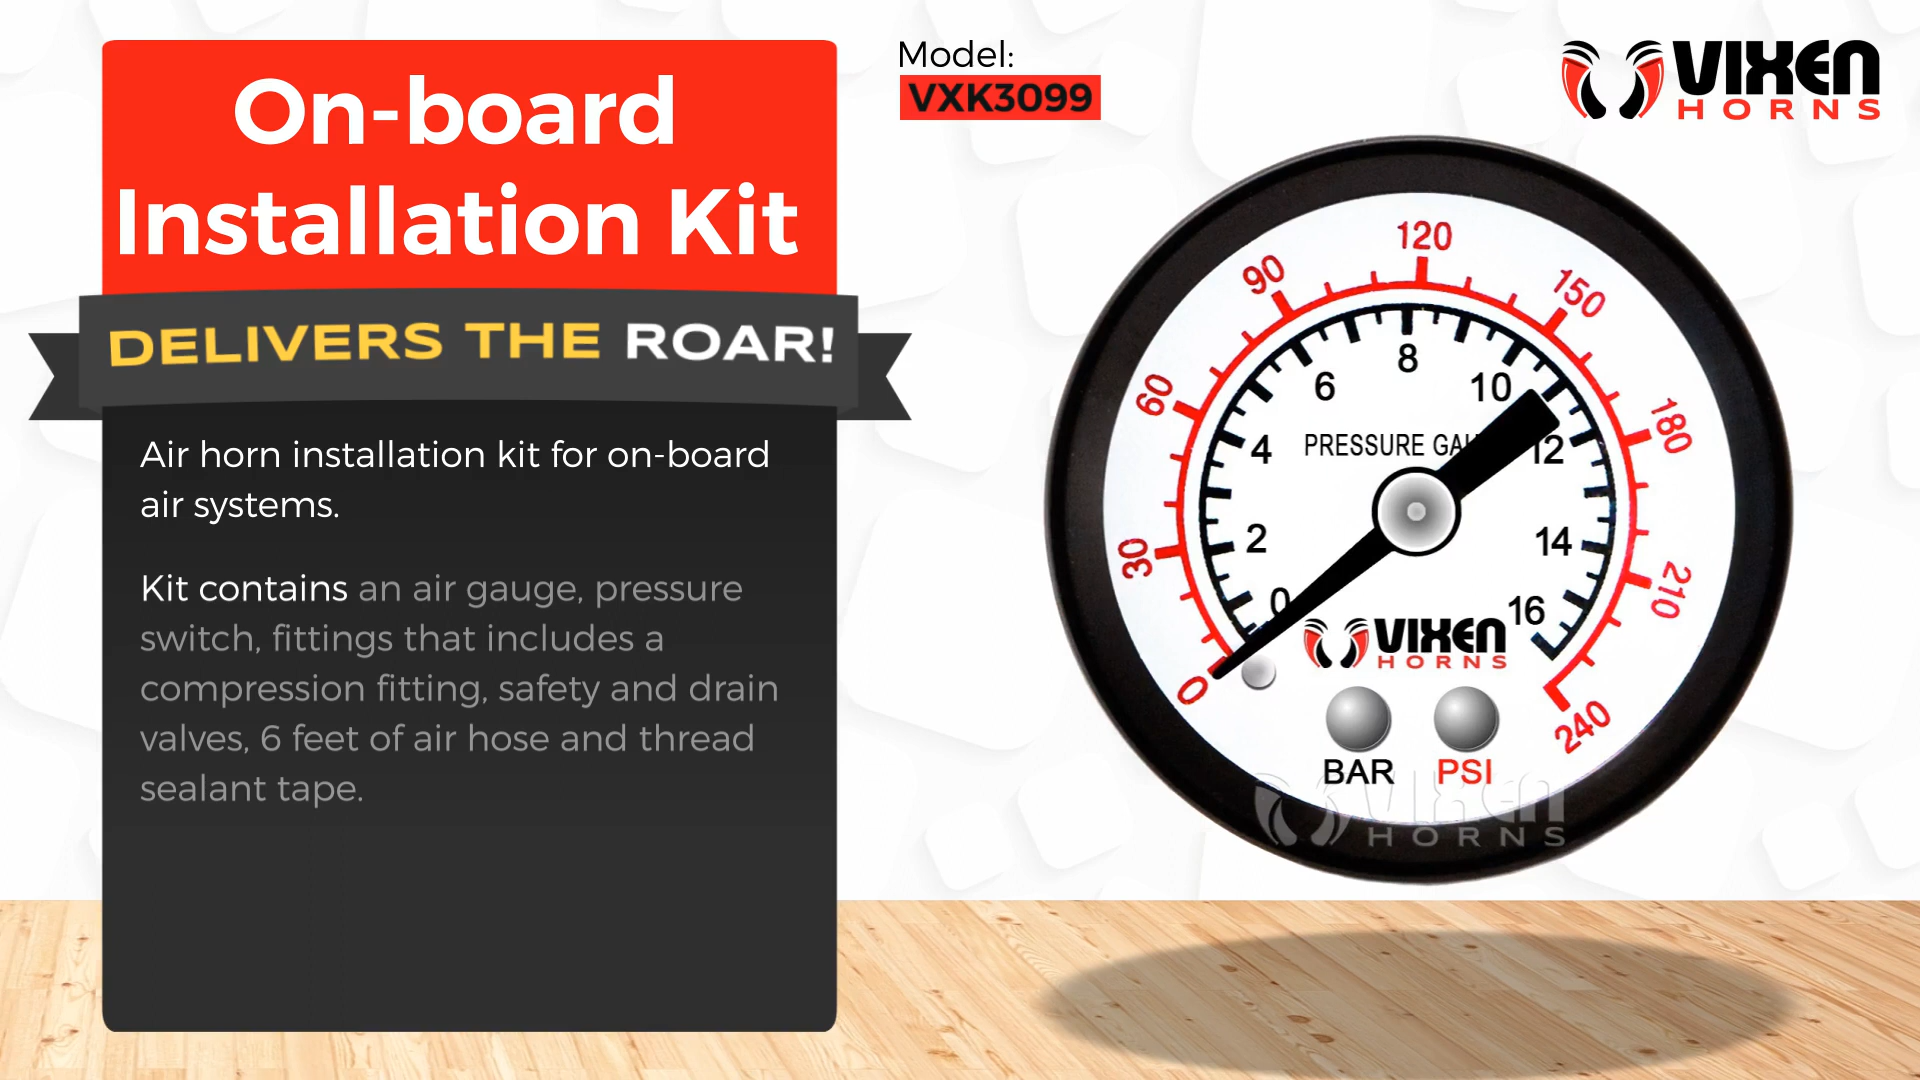 On-board
Installation Kit
DELIVERS THE ROAR!
Air horn installation kit for on-board
air systems.
Kit contains an air gauge, pressure
switch, fittings that includes a
compression fitting, safety and drain
valves, 6 feet of air hose and thread
sealant tape.
Model:
VXK3099
VIXEN
HORNS
0 30 60 90 120 150 180 210 240
0 2 4 6 8 10 12 14 16
PRESSURE
VIXEN
HORNS
BAR PSI
VIXEN
HORNS